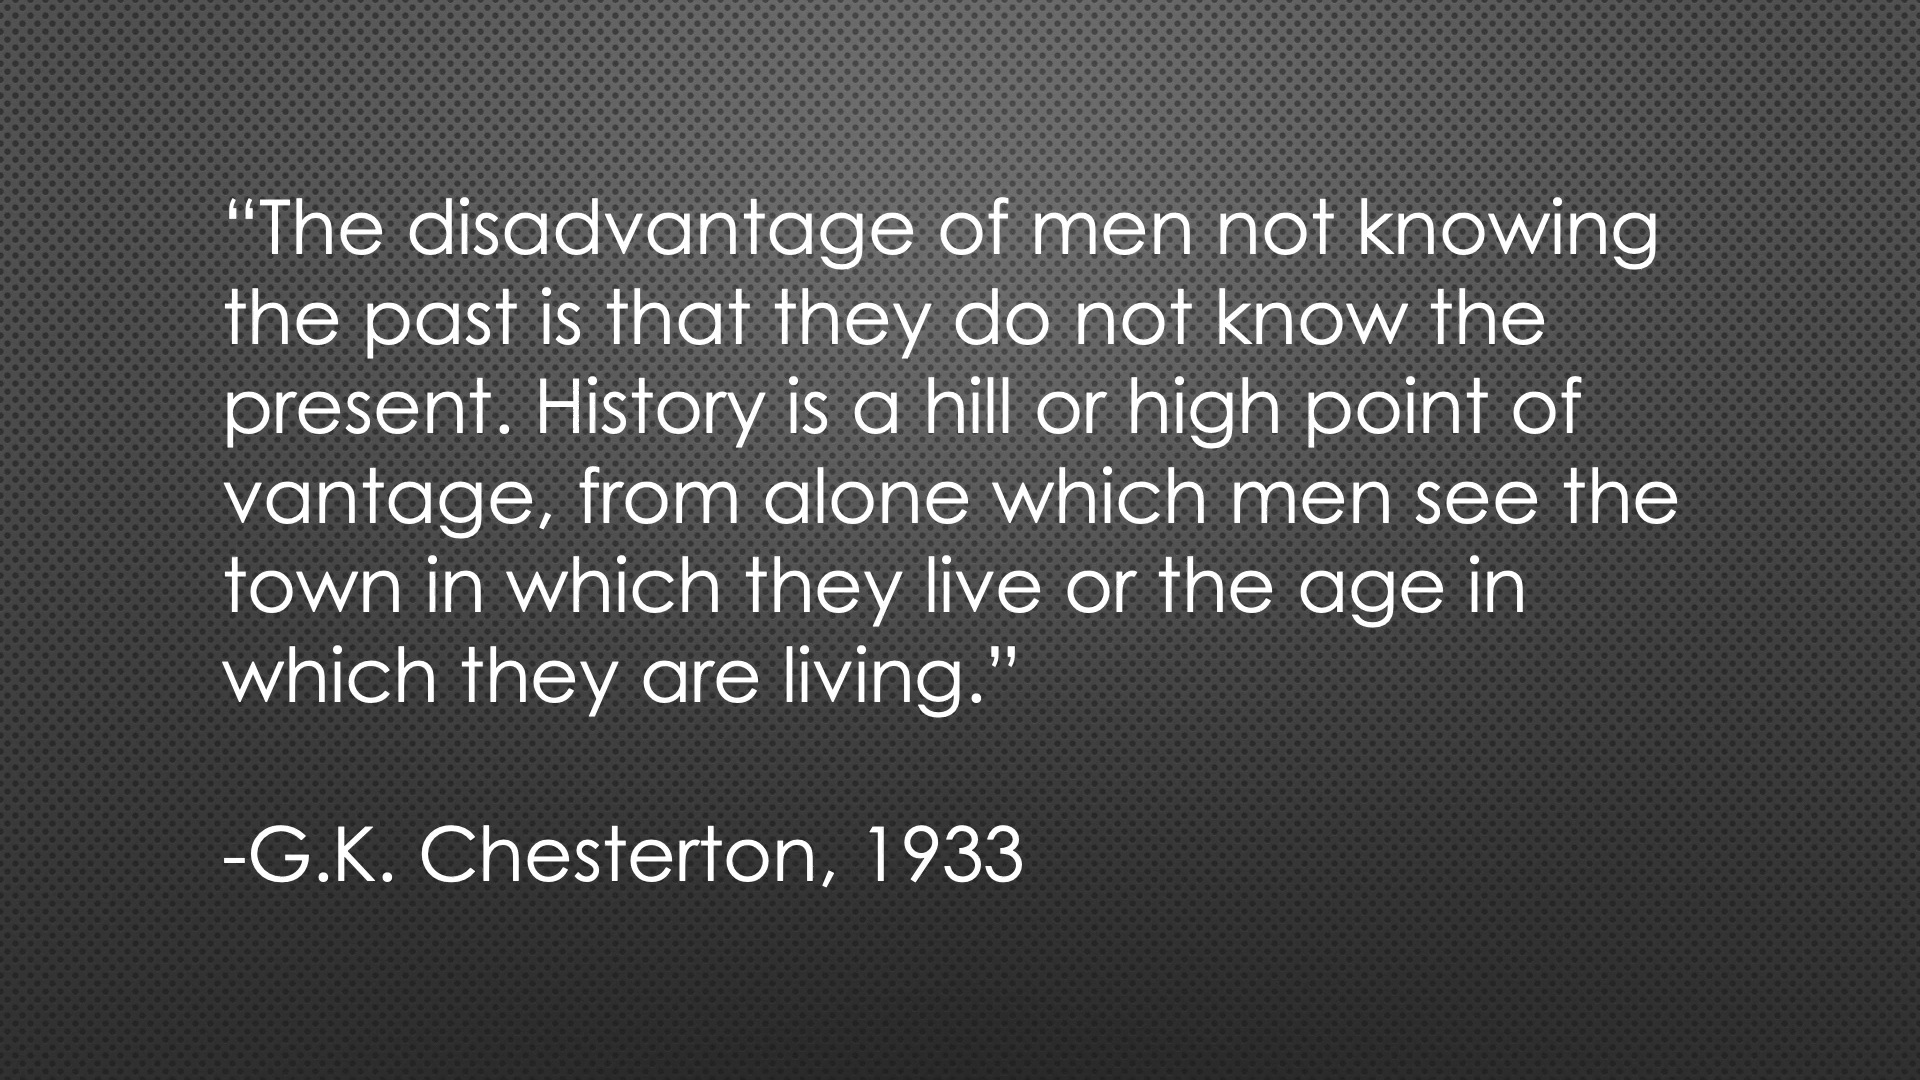 “The disadvantage of men not knowing
the past is that they do not know the
present. History is a hill or high point of
vantage, from alone which men see the
town in which they live or the age in
which they are living.”
-G.K. Chesterton, 1933